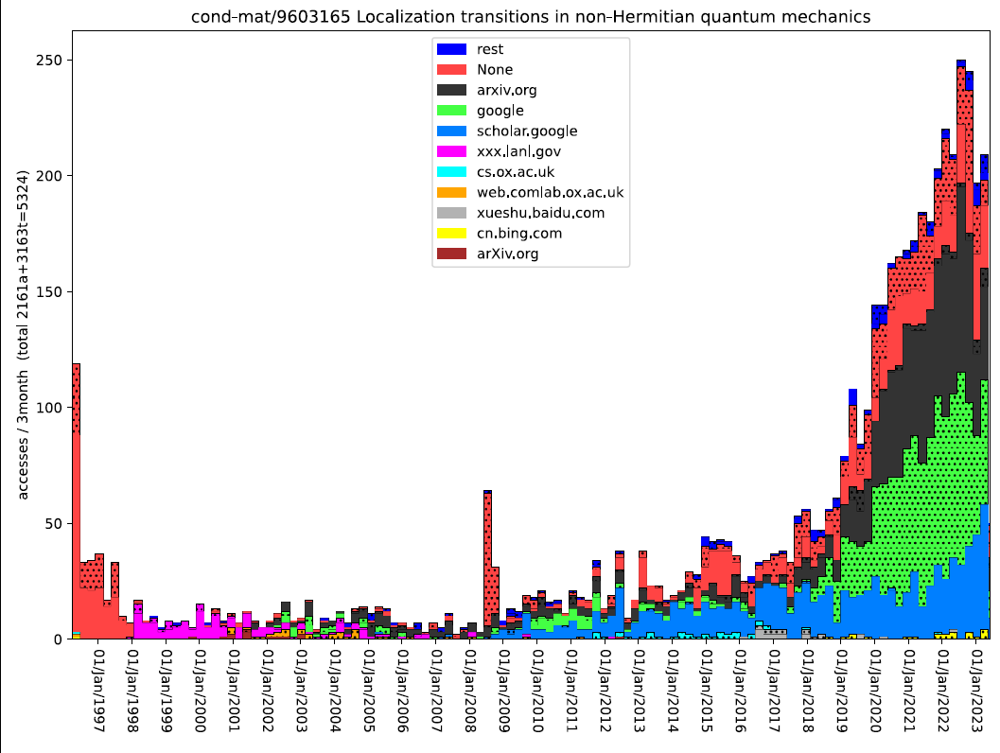 cond-mat/9603165 Localization transitions in non-Hermitian quantum mechanics
accesses / 3month (total 2161a+3163t=5324)
250
200
150
100
50
0
rest
None
arxiv.org
google
scholar.google
xxx.lanl.gov
cs.ox.ac.uk
web.comlab.ox.ac.uk
xueshu.baidu.com
cn.bing.com
arXiv.org
01/Jan/1997
01/Jan/1998
01/Jan/1999
01/Jan/2000
01/Jan/2001
01/Jan/2002
01/Jan/2003
01/Jan/2004
01/Jan/2005
01/Jan/2006
01/Jan/2007
01/Jan/2008
01/Jan/2009
01/Jan/2010
01/Jan/2011
01/Jan/2012
01/Jan/2013
01/Jan/2014
01/Jan/2015
01/Jan/2016
01/Jan/2017
01/Jan/2018
01/Jan/2019
01/Jan/2020
01/Jan/2021
01/Jan/2022
01/Jan/2023